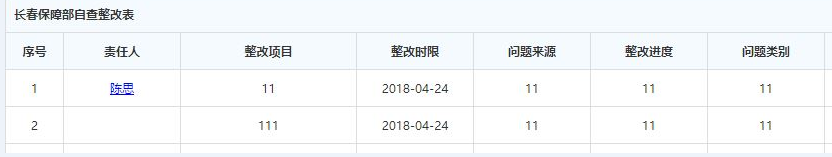 长春保障部自查整改表
序号 责任人 整改项目 整改时限 问题来源 整改进度 问题类别
1 陈思 11 2018-04-24 11 11 11
2 111 2018-04-24 11 11 11